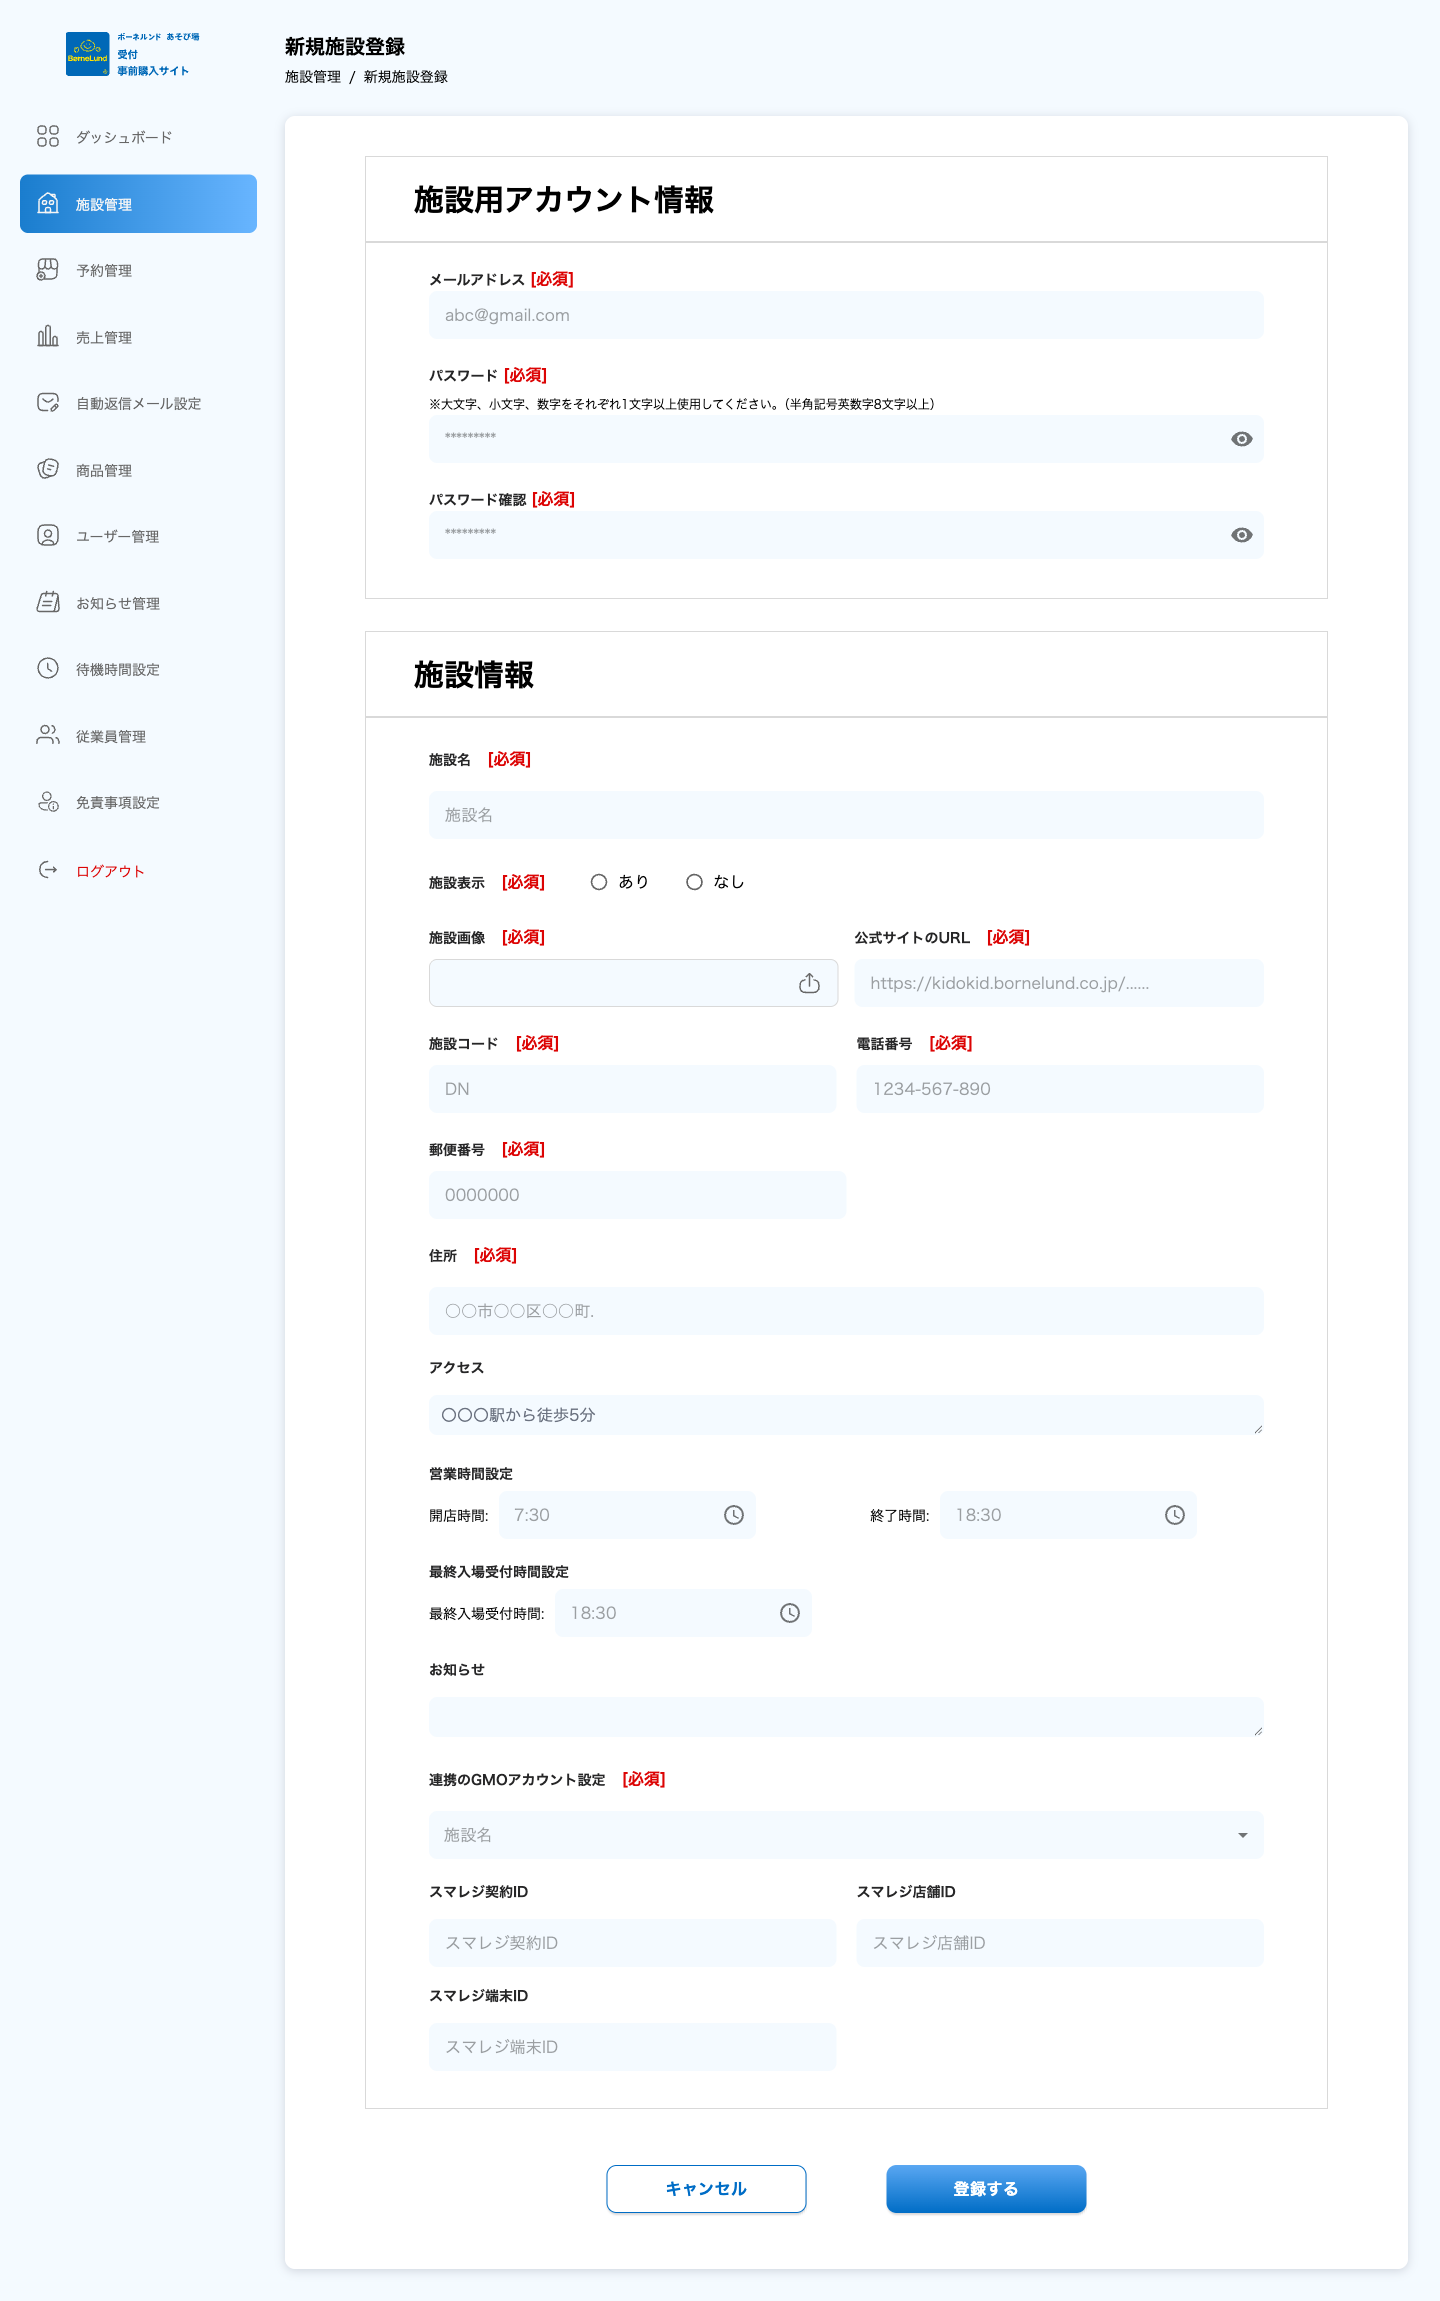 ボーネルンド あそび場
受付
事前購入サイト
BørneLund
ダッシュボード
施設管理
予約管理
売上管理
自動返信メール設定
商品管理
ユーザー管理
お知らせ管理
待機時間設定
従業員管理
免責事項設定
ログアウト
新規施設登録
施設管理 / 新規施設登録
施設用アカウント情報
メールアドレス [必須]
abc@gmail.com
パスワード [必須]
※大文字、小文字、数字をそれぞれ1文字以上使用してください。（半角記号英数字8文字以上）
*********
パスワード確認 [必須]
*********
施設情報
施設名 [必須]
施設名
施設表示 [必須] あり なし
施設画像 [必須] 公式サイトのURL [必須]
https://kidokid.bornelund.co.jp/......
施設コード [必須] 電話番号 [必須]
DN 1234-567-890
郵便番号 [必須]
0000000
住所 [必須]
○○市○○区○○町.
アクセス
〇〇〇駅から徒歩5分
営業時間設定
開店時間: 7:30 終了時間: 18:30
最終入場受付時間設定
最終入場受付時間: 18:30
お知らせ
連携のGMOアカウント設定 [必須]
施設名
スマレジ契約ID スマレジ店舗ID
スマレジ契約ID スマレジ店舗ID
スマレジ端末ID
スマレジ端末ID
キャンセル 登録する